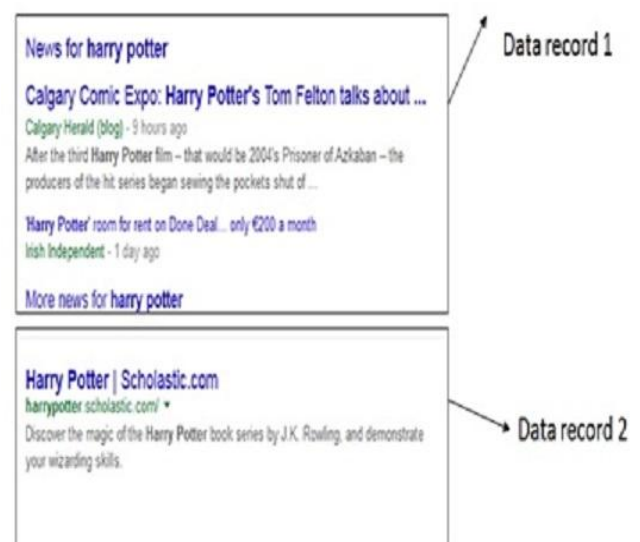 News for harry potter
Data record 1
Calgary Comic Expo: Harry Potter's Tom Felton talks about ...
Calgary Herald (blog) - 9 hours ago
After the third Harry Potter film – that would be 2004's Prisoner of Azkaban – the
producers of the hit series began sewing the pockets shut of ...
'Harry Potter' room for rent on Done Deal... only €200 a month
Irish Independent - 1 day ago
More news for harry potter
Harry Potter | Scholastic.com
harrypotter.scholastic.com/
Data record 2
Discover the magic of the Harry Potter book series by J.K. Rowling, and demonstrate
your wizarding skills.